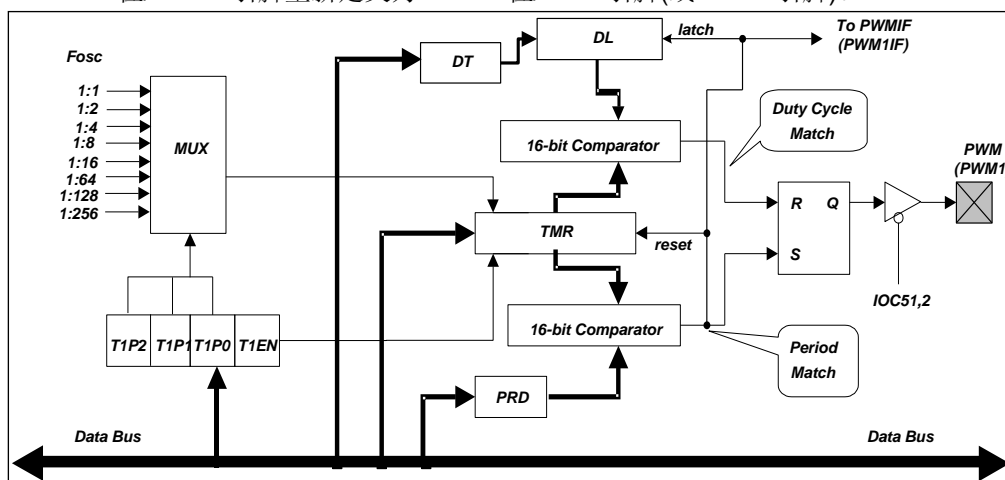 Fosc
1:1
1:2
1:4
1:8
1:16
1:64
1:128
1:256
MUX
T1P2 T1P1 T1P0 T1EN
DT
DL
latch
To PWMIF
(PWM1IF)
16-bit Comparator
Duty Cycle
Match
TMR
reset
16-bit Comparator
Period
Match
PRD
R Q
S
PWM
(PWM1
IOC51,2
Data Bus
Data Bus